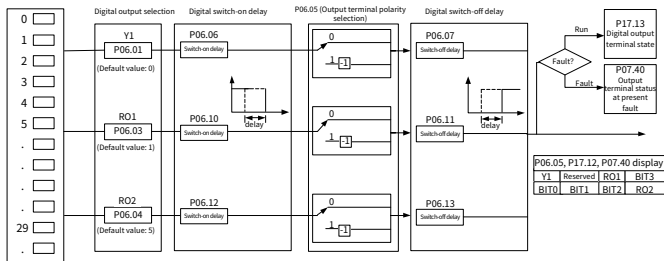 Digital output selection
Digital switch-on delay
P06.05 (Output terminal polarity
selection)
Digital switch-off delay
0
1
2
3
4
5
.
.
.
.
29
.
Y1
P06.01
(Default value: 0)
RO1
P06.03
(Default value: 1)
RO2
P06.04
(Default value: 5)
P06.06
Switch-on delay
delay
P06.10
Switch-on delay
P06.12
Switch-on delay
0
1
-1
0
1
-1
0
1
-1
P06.07
Switch-off delay
delay
P06.11
Switch-off delay
P06.13
Switch-off delay
Run
Fault?
Fault
P17.13
Digital output
terminal state
P07.40
Output
terminal status
at present
fault
P06.05, P17.12, P07.40 display
Y1 Reserved RO1 BIT3
BIT0 BIT1 BIT2 RO2